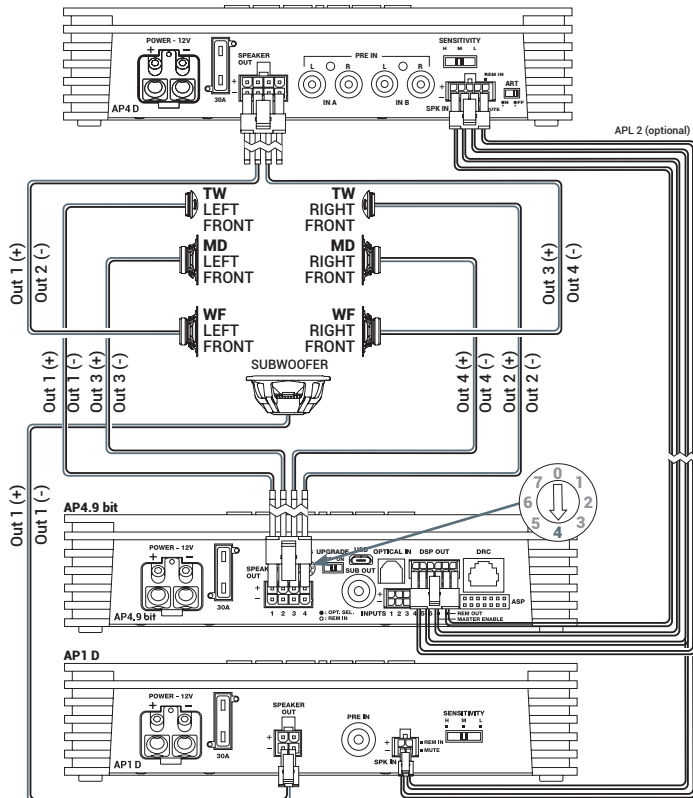 POWER - 12V
+ −
30A
AP4 D
SPEAKER
OUT
+
−
PRE IN
L R L R
IN A IN B
SENSITIVITY
H M L
REM IN
ART
ON OFF
SPK IN
MUTE
APL 2 (optional)
TW
LEFT
FRONT
TW
RIGHT
FRONT
MD
LEFT
FRONT
MD
RIGHT
FRONT
WF
LEFT
FRONT
WF
RIGHT
FRONT
SUBWOOFER
Out 1 (+)
Out 2 (-)
Out 3 (+)
Out 4 (-)
Out 1 (+)
Out 1 (-)
Out 3 (+)
Out 3 (-)
Out 4 (+)
Out 4 (-)
Out 2 (+)
Out 2 (-)
Out 1 (+)
Out 1 (-)
0 1 2 3 4 5 6 7
AP4.9 bit
POWER - 12V
+ −
30A
AP4.9 bit
OUT
+
−
1 2 3 4
UPGRADE
ON
USB
SUB OUT
OPTICAL IN
DSP OUT
DRC
ASP
: OPT. SEL.
: REM IN
INPUTS 1 2 3 4
REM OUT
MASTER ENABLE
AP1 D
POWER - 12V
+ −
30A
AP1 D
SPEAKER
OUT
+
−
PRE IN
+
−
REM IN
MUTE
SPK IN
SENSITIVITY
H M L